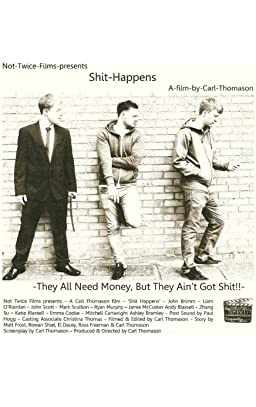 Not-Twice-Films-presents
Shit-Happens
A-film-by-Carl-Thomason
-They All Need Money, But They Ain't Got Shit!!-
Not Twice Films presents - A Carl Thomason film - 'Shit Happens' - John Brimm - Liam
O'Riordan - John Scott - Mark Scullion - Ryan Murphy - Jamie McCusker Andy Blassell - Zhang
Su - Kate Blaxell - Emma Cooke - Mitchell Cartwright Ashley Bramley - Post Sound by Paul
Hogg - Casting Associate Christina Thomas - Filmed & Edited by Carl Thomason - Story by
Matt Frost, Rowan Shiel, El Dacey, Ross Freeman & Carl Thomason
Screenplay by Carl Thomason - Produced & Directed by Carl Thomason